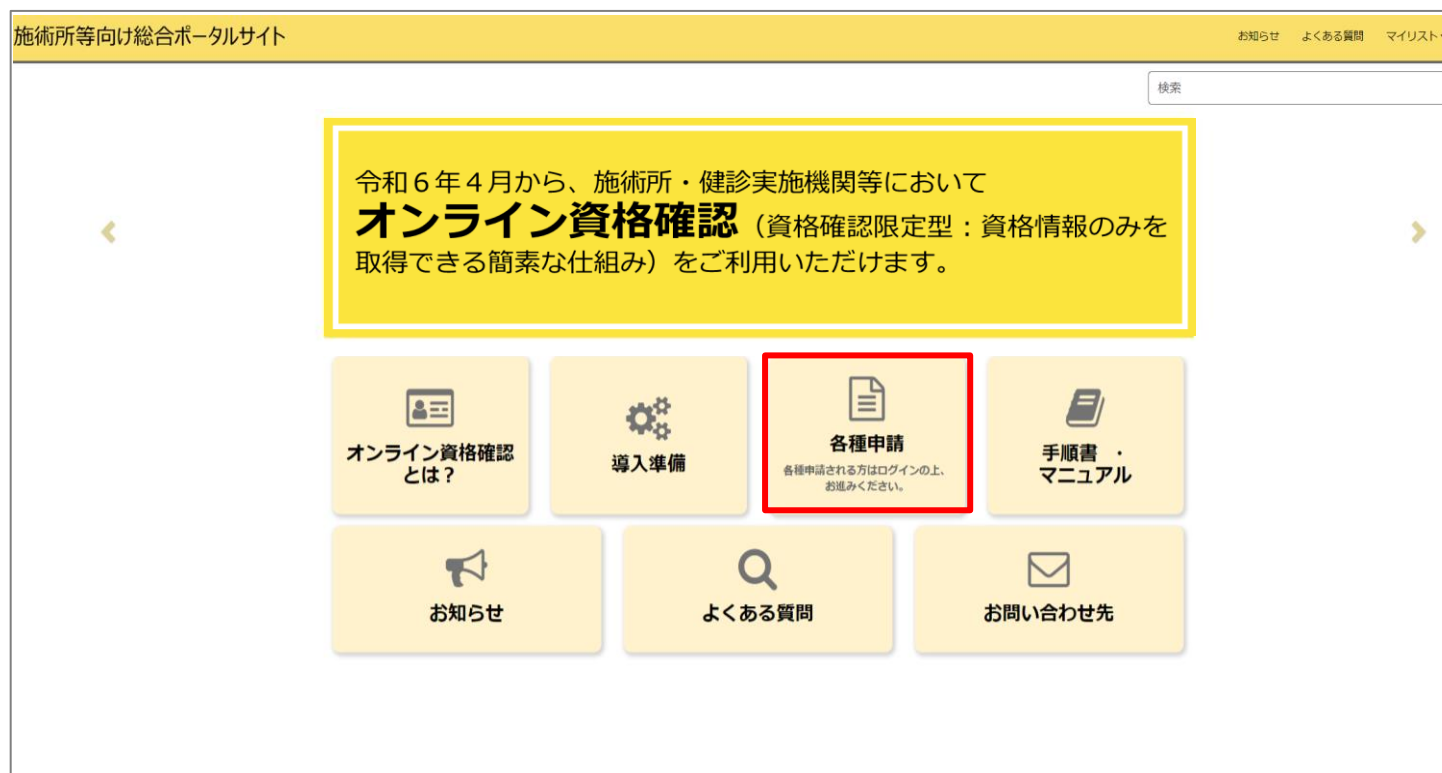 施術所等向け総合ポータルサイト
お知らせ よくある質問 マイリスト
検索
令和６年４月から、施術所・健診実施機関等において
オンライン資格確認（資格確認限定型：資格情報のみを
取得できる簡素な仕組み）をご利用いただけます。
オンライン資格確認
とは？
導入準備
各種申請
各種申請される方はログインの上、
お進みください。
手順書 ・
マニュアル
お知らせ
よくある質問
お問い合わせ先